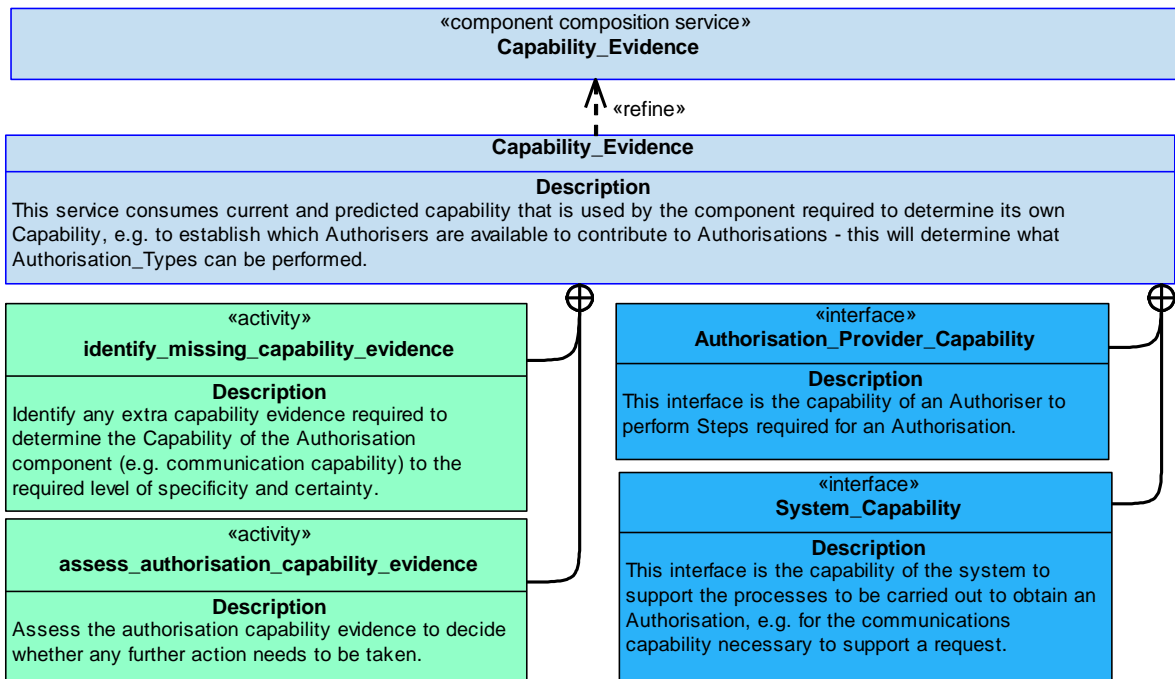 «component composition service»
Capability_Evidence
«refine»
Capability_Evidence
Description
This service consumes current and predicted capability that is used by the component required to determine its own
Capability, e.g. to establish which Authorisers are available to contribute to Authorisations - this will determine what
Authorisation_Types can be performed.
«activity»
identify_missing_capability_evidence
Description
Identify any extra capability evidence required to
determine the Capability of the Authorisation
component (e.g. communication capability) to the
required level of specificity and certainty.
«activity»
assess_authorisation_capability_evidence
Description
Assess the authorisation capability evidence to decide
whether any further action needs to be taken.
«interface»
Authorisation_Provider_Capability
Description
This interface is the capability of an Authoriser to
perform Steps required for an Authorisation.
«interface»
System_Capability
Description
This interface is the capability of the system to
support the processes to be carried out to obtain an
Authorisation, e.g. for the communications
capability necessary to support a request.